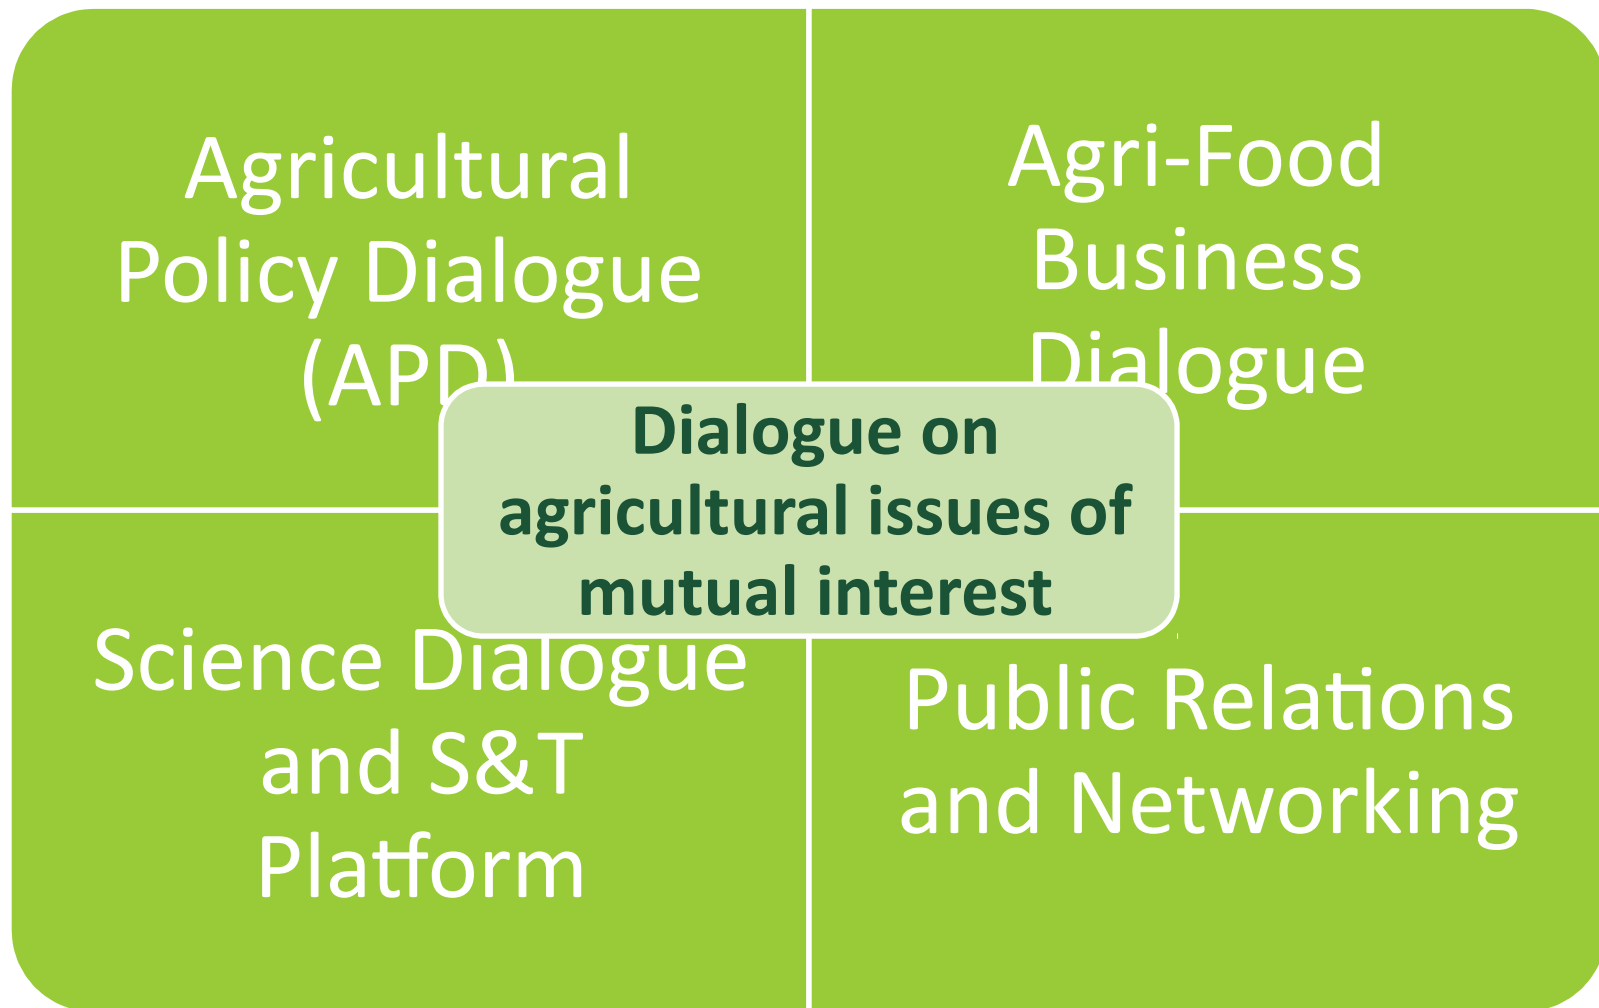 Agricultural
Policy Dialogue
(APD)
Agri-Food
Business
Dialogue
Dialogue on
agricultural issues of
mutual interest
Science Dialogue
and S&T
Platform
Public Relations
and Networking